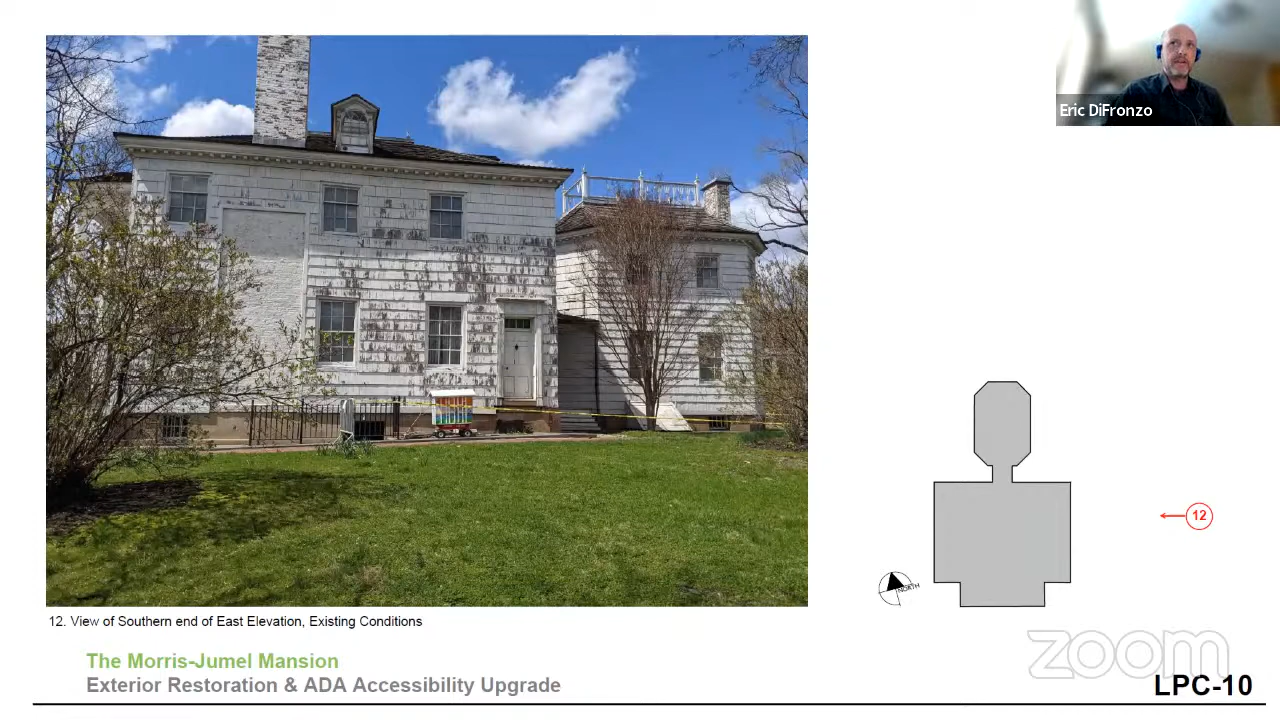 Eric DiFronzo
12
NORTH
12. View of Southern end of East Elevation, Existing Conditions
The Morris-Jumel Mansion
Exterior Restoration & ADA Accessibility Upgrade
zoom
LPC-10